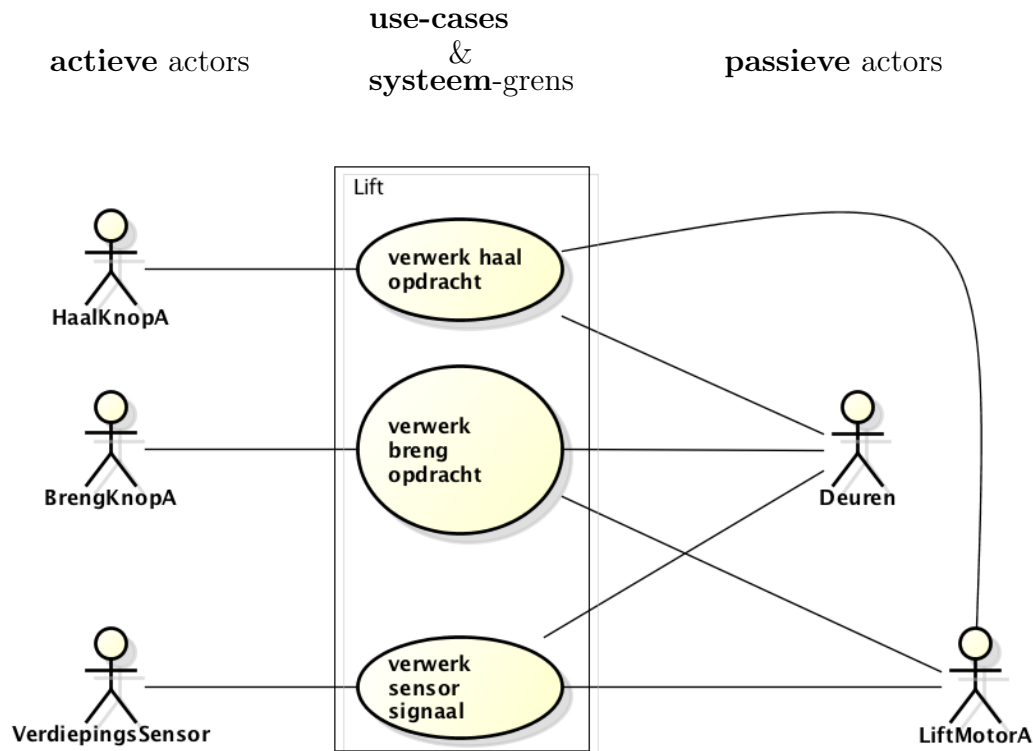 use-cases
&
systeem-grens
actieve actors
passieve actors
Lift
verwerk haal
opdracht
HaalKnopA
verwerk
breng
opdracht
BrengKnopA
Deuren
verwerk
sensor
signaal
VerdiepingsSensor
LiftMotorA